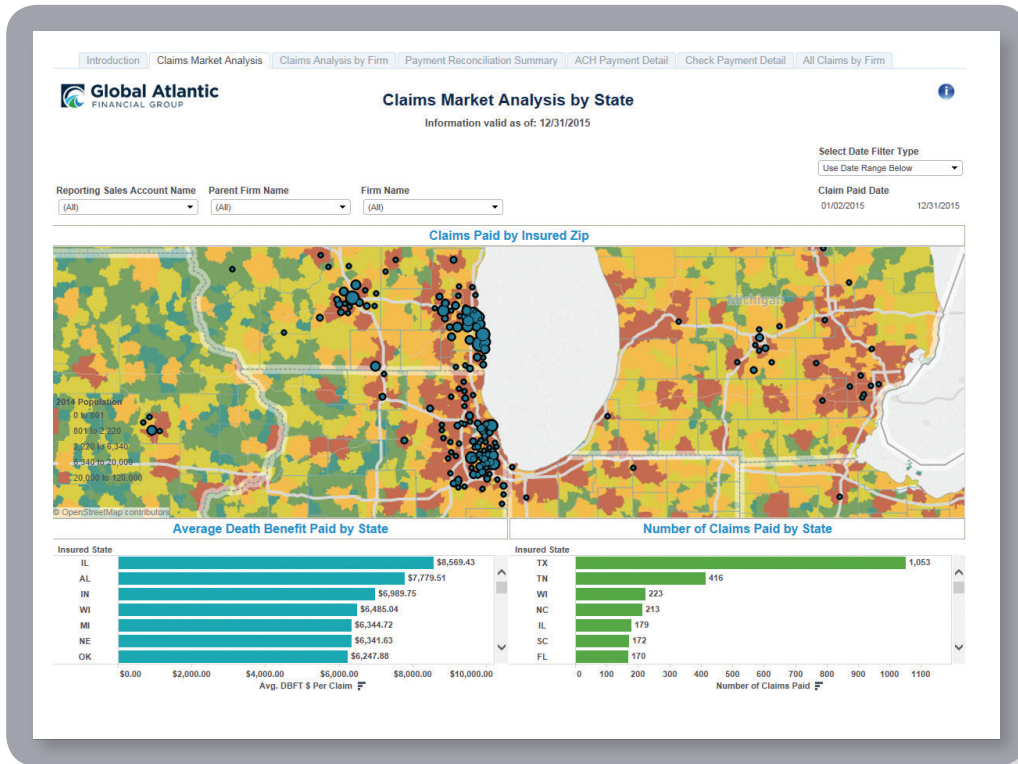 Introduction Claims Market Analysis Claims Analysis by Firm Payment Reconciliation Summary ACH Payment Detail Check Payment Detail All Claims by Firm
Global Atlantic
FINANCIAL GROUP
Claims Market Analysis by State
Information valid as of: 12/31/2015
i
Select Date Filter Type
Use Date Range Below
Reporting Sales Account Name Parent Firm Name Firm Name
Claim Paid Date
(All) (All) (All)
01/02/2015 12/31/2015
Claims Paid by Insured Zip
Michigan
2014 Population
0 to 801
801 to 2,220
2,220 to 6,340
6,340 to 20,000
20,000 to 120,000
© OpenStreetMap contributors
Average Death Benefit Paid by State
Insured State
IL $8,569.43
AL $7,779.51
IN $6,989.75
WI $6,485.04
MI $6,344.72
NE $6,341.63
OK $6,247.88
$0.00 $2,000.00 $4,000.00 $6,000.00 $8,000.00 $10,000.00
Avg. DBFT $ Per Claim
Number of Claims Paid by State
Insured State
TX 1,053
TN 416
WI 223
NC 213
IL 179
SC 172
FL 170
0 100 200 300 400 500 600 700 800 900 1000 1100
Number of Claims Paid